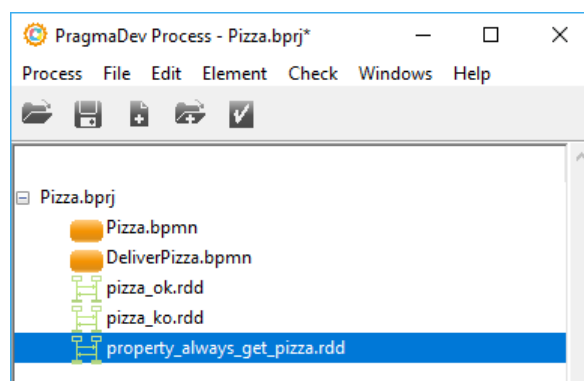 PragmaDev Process - Pizza.bprj*
Process File Edit Element Check Windows Help
Pizza.bprj
Pizza.bpmn
DeliverPizza.bpmn
pizza_ok.rdd
pizza_ko.rdd
property_always_get_pizza.rdd